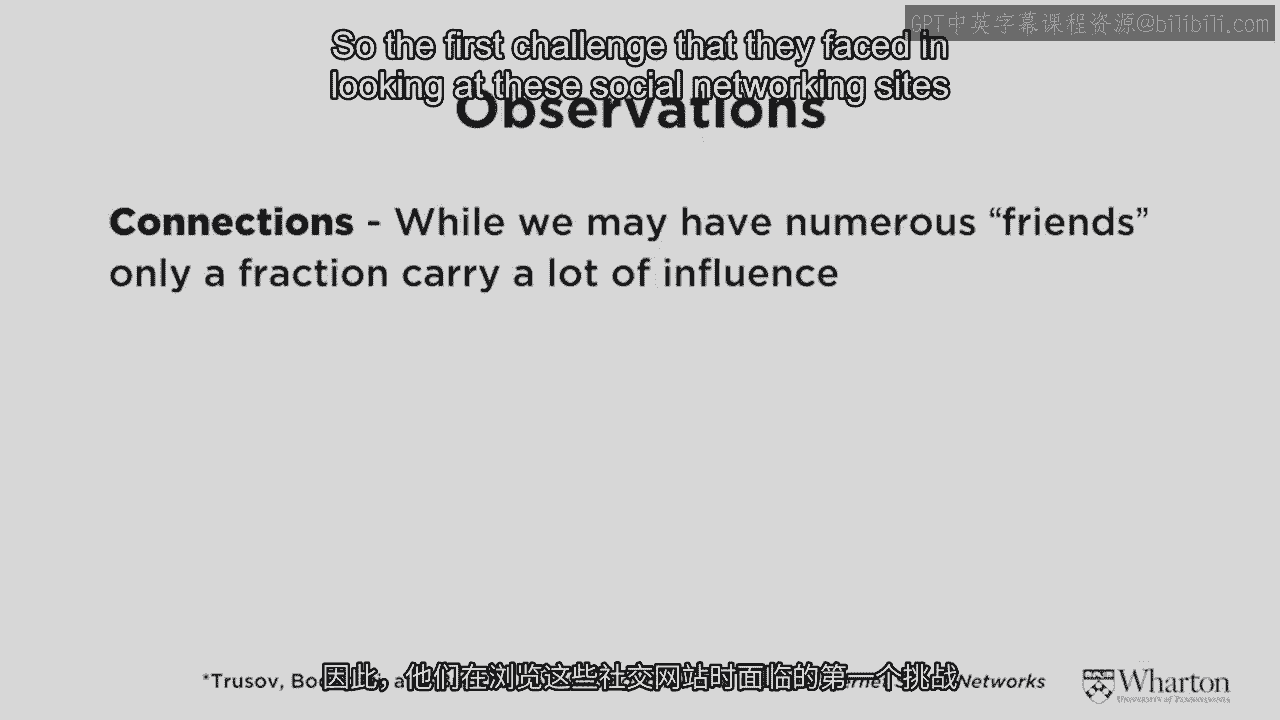 GPT中英字幕课程资源@bilibili.com
So the first challenge that they faced in
looking at these social networking sites
Observations
Connections - While we may have numerous “friends”
only a fraction carry a lot of influence
因此，他们在浏览这些社交网站时面临的第一个挑战
*Trusov, Networks
Wharton
UNIVERSITY of PENNSYLVANIA